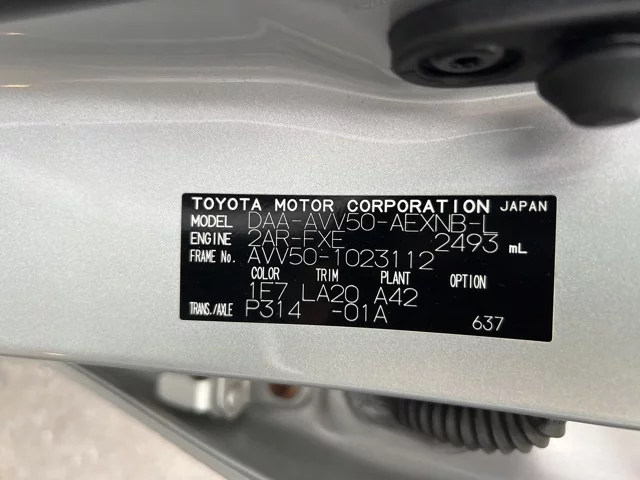 TOYOTA MOTOR CORPORATION JAPAN
MODEL DAA-AVV50-AEXNB-L
ENGINE 2AR-FXE 2493 mL
FRAME No. AVV50-1023112
COLOR TRIM PLANT OPTION
1F7 LA20 A42
TRANS./AXLE P314 -01A 637